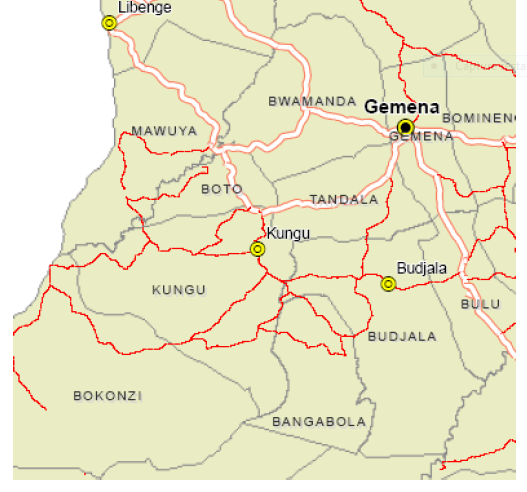 Libenge
BWAMANDA
Gemena
BOMINENG
MAWUYA
GEMENA
BOTO
TANDALA
Kungu
Budjala
KUNGU
BULU
BUDJALA
BOKONZI
BANGABOLA